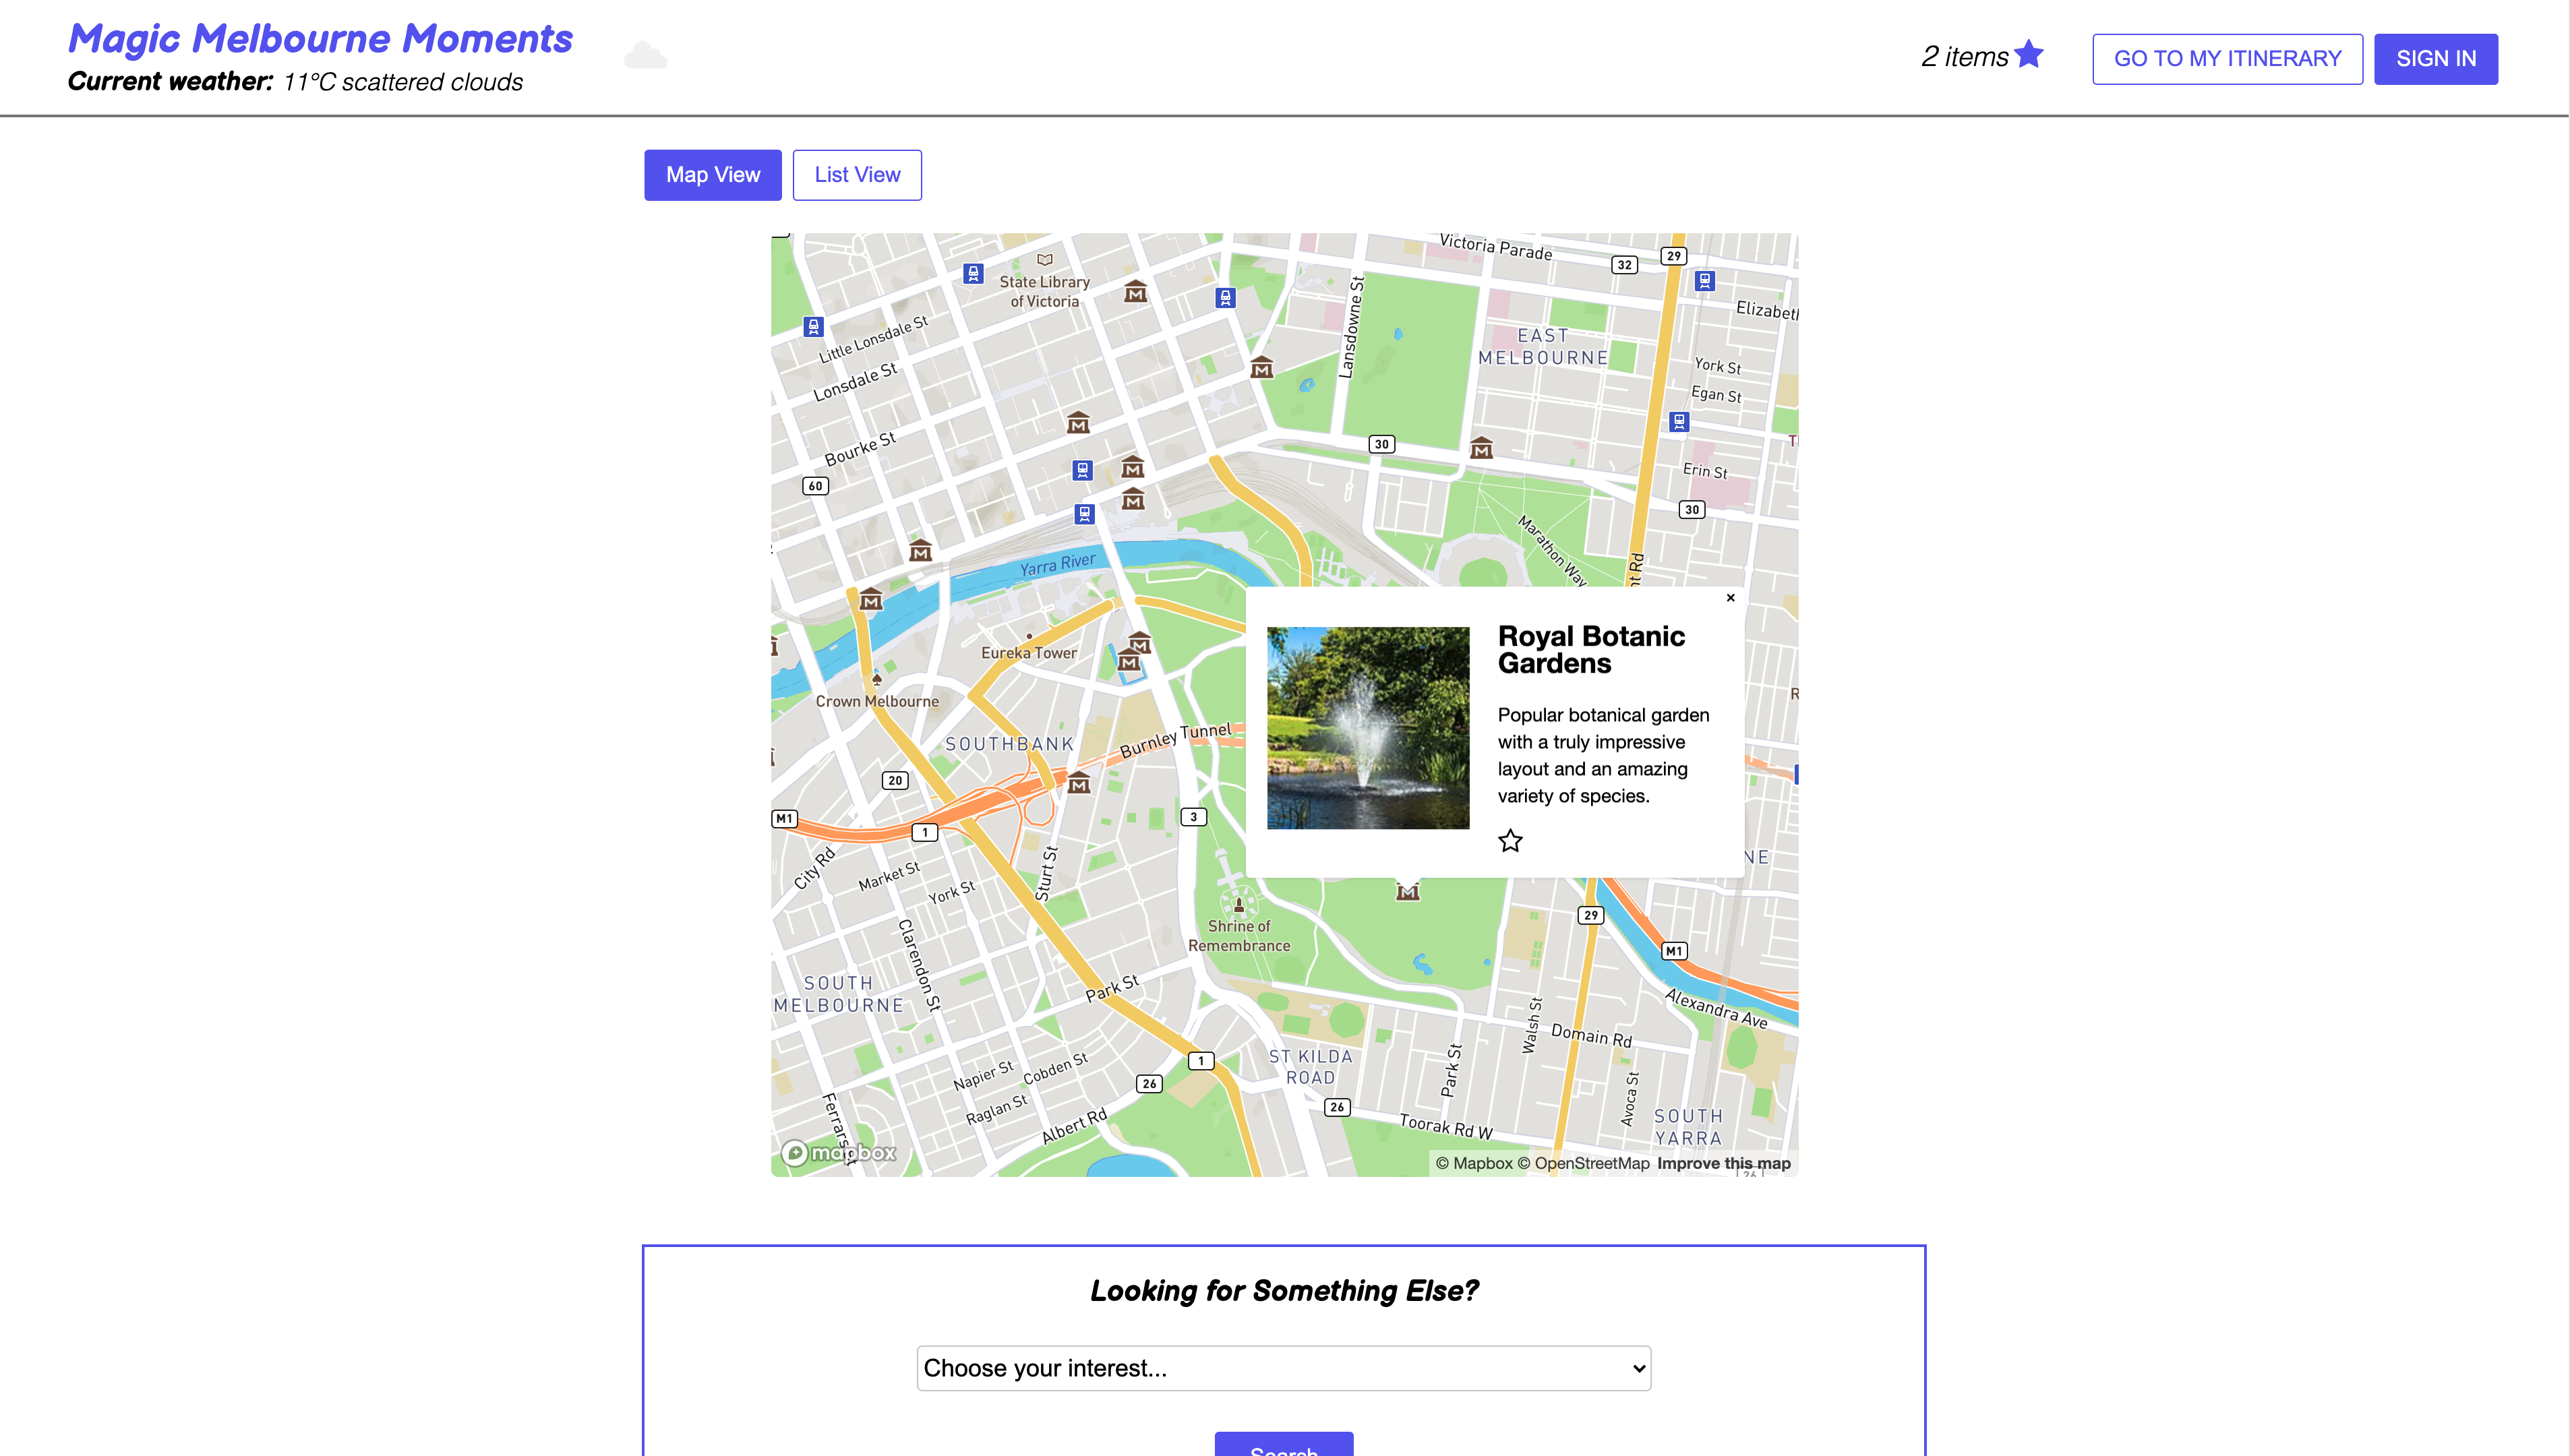 Magic Melbourne Moments
Current weather: 11°C scattered clouds
2 items
GO TO MY ITINERARY
SIGN IN
Map View
List View
Victoria Parade
32
29
State Library
of Victoria
Little Lonsdale St
Lonsdale St
Lansdowne St
EAST
MELBOURNE
York St
Egan St
Bourke St
30
60
Erin St
30
Marathon Way
Yarra River
Eureka Tower
Crown Melbourne
SOUTHBANK
Burnley Tunnel
20
M1
1
3
×
Royal Botanic
Gardens
Popular botanical garden
with a truly impressive
layout and an amazing
variety of species.
City Rd
Market St
York St
Sturt St
Clarendon St
Shrine of
Remembrance
29
M1
SOUTH
MELBOURNE
Park St
Alexandra Ave
Walsh St
Domain Rd
ST KILDA
ROAD
Park St
1
Napier St
Cobden St
26
Raglan St
Albert Rd
26
Toorak Rd W
Avoca St
SOUTH
YARRA
mapbox
© Mapbox © OpenStreetMap Improve this map
Looking for Something Else?
Choose your interest...
Search